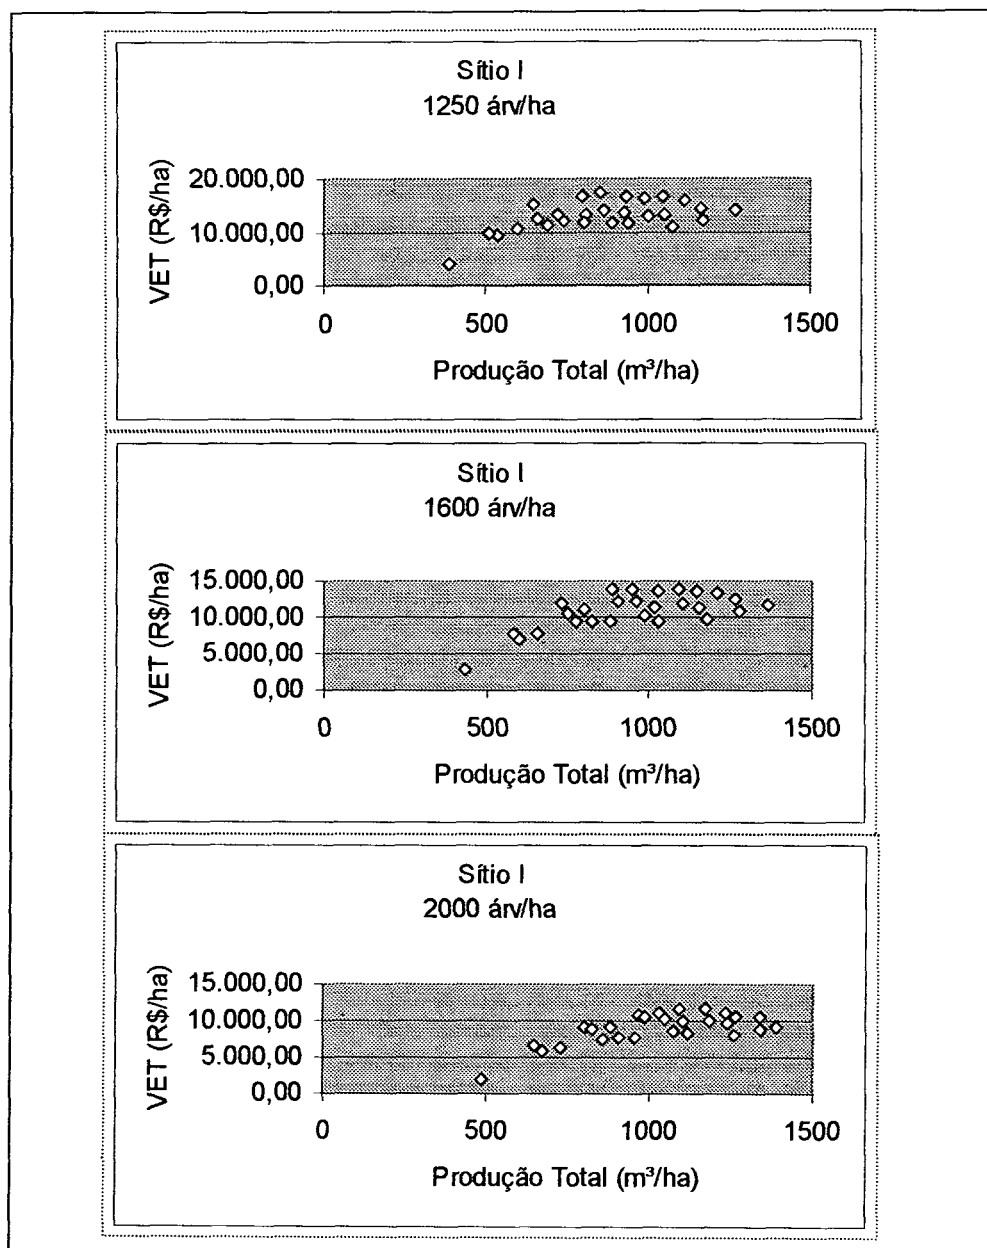 Sítio I
1250 árv/ha
VET (R$/ha)
20.000,00
10.000,00
0,00
0 500 1000 1500
Produção Total (m³/ha)
Sítio I
1600 árv/ha
VET (R$/ha)
15.000,00
10.000,00
5.000,00
0,00
0 500 1000 1500
Produção Total (m³/ha)
Sítio I
2000 árv/ha
VET (R$/ha)
15.000,00
10.000,00
5.000,00
0,00
0 500 1000 1500
Produção Total (m³/ha)